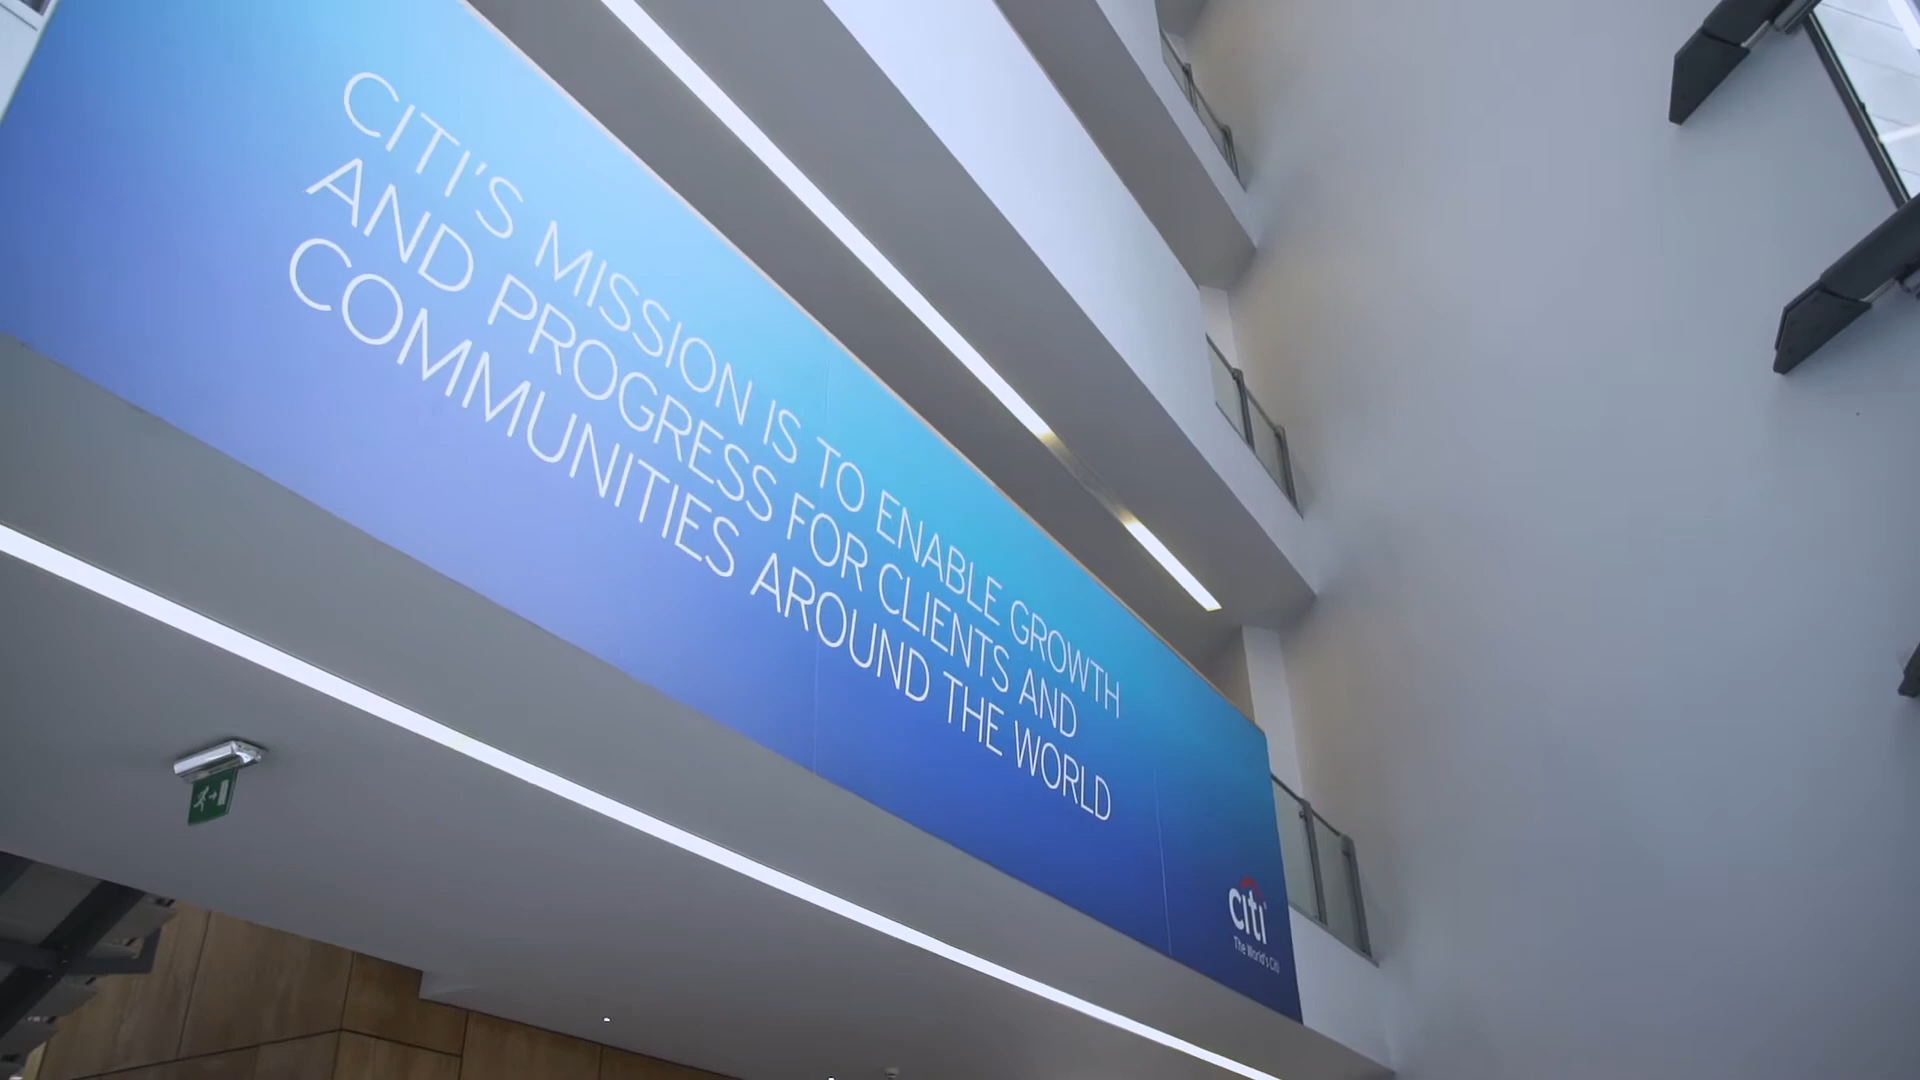 CITI'S MISSION IS TO ENABLE GROWTH
AND PROGRESS FOR CLIENTS AND
COMMUNITIES AROUND THE WORLD
citi
The World's Citi